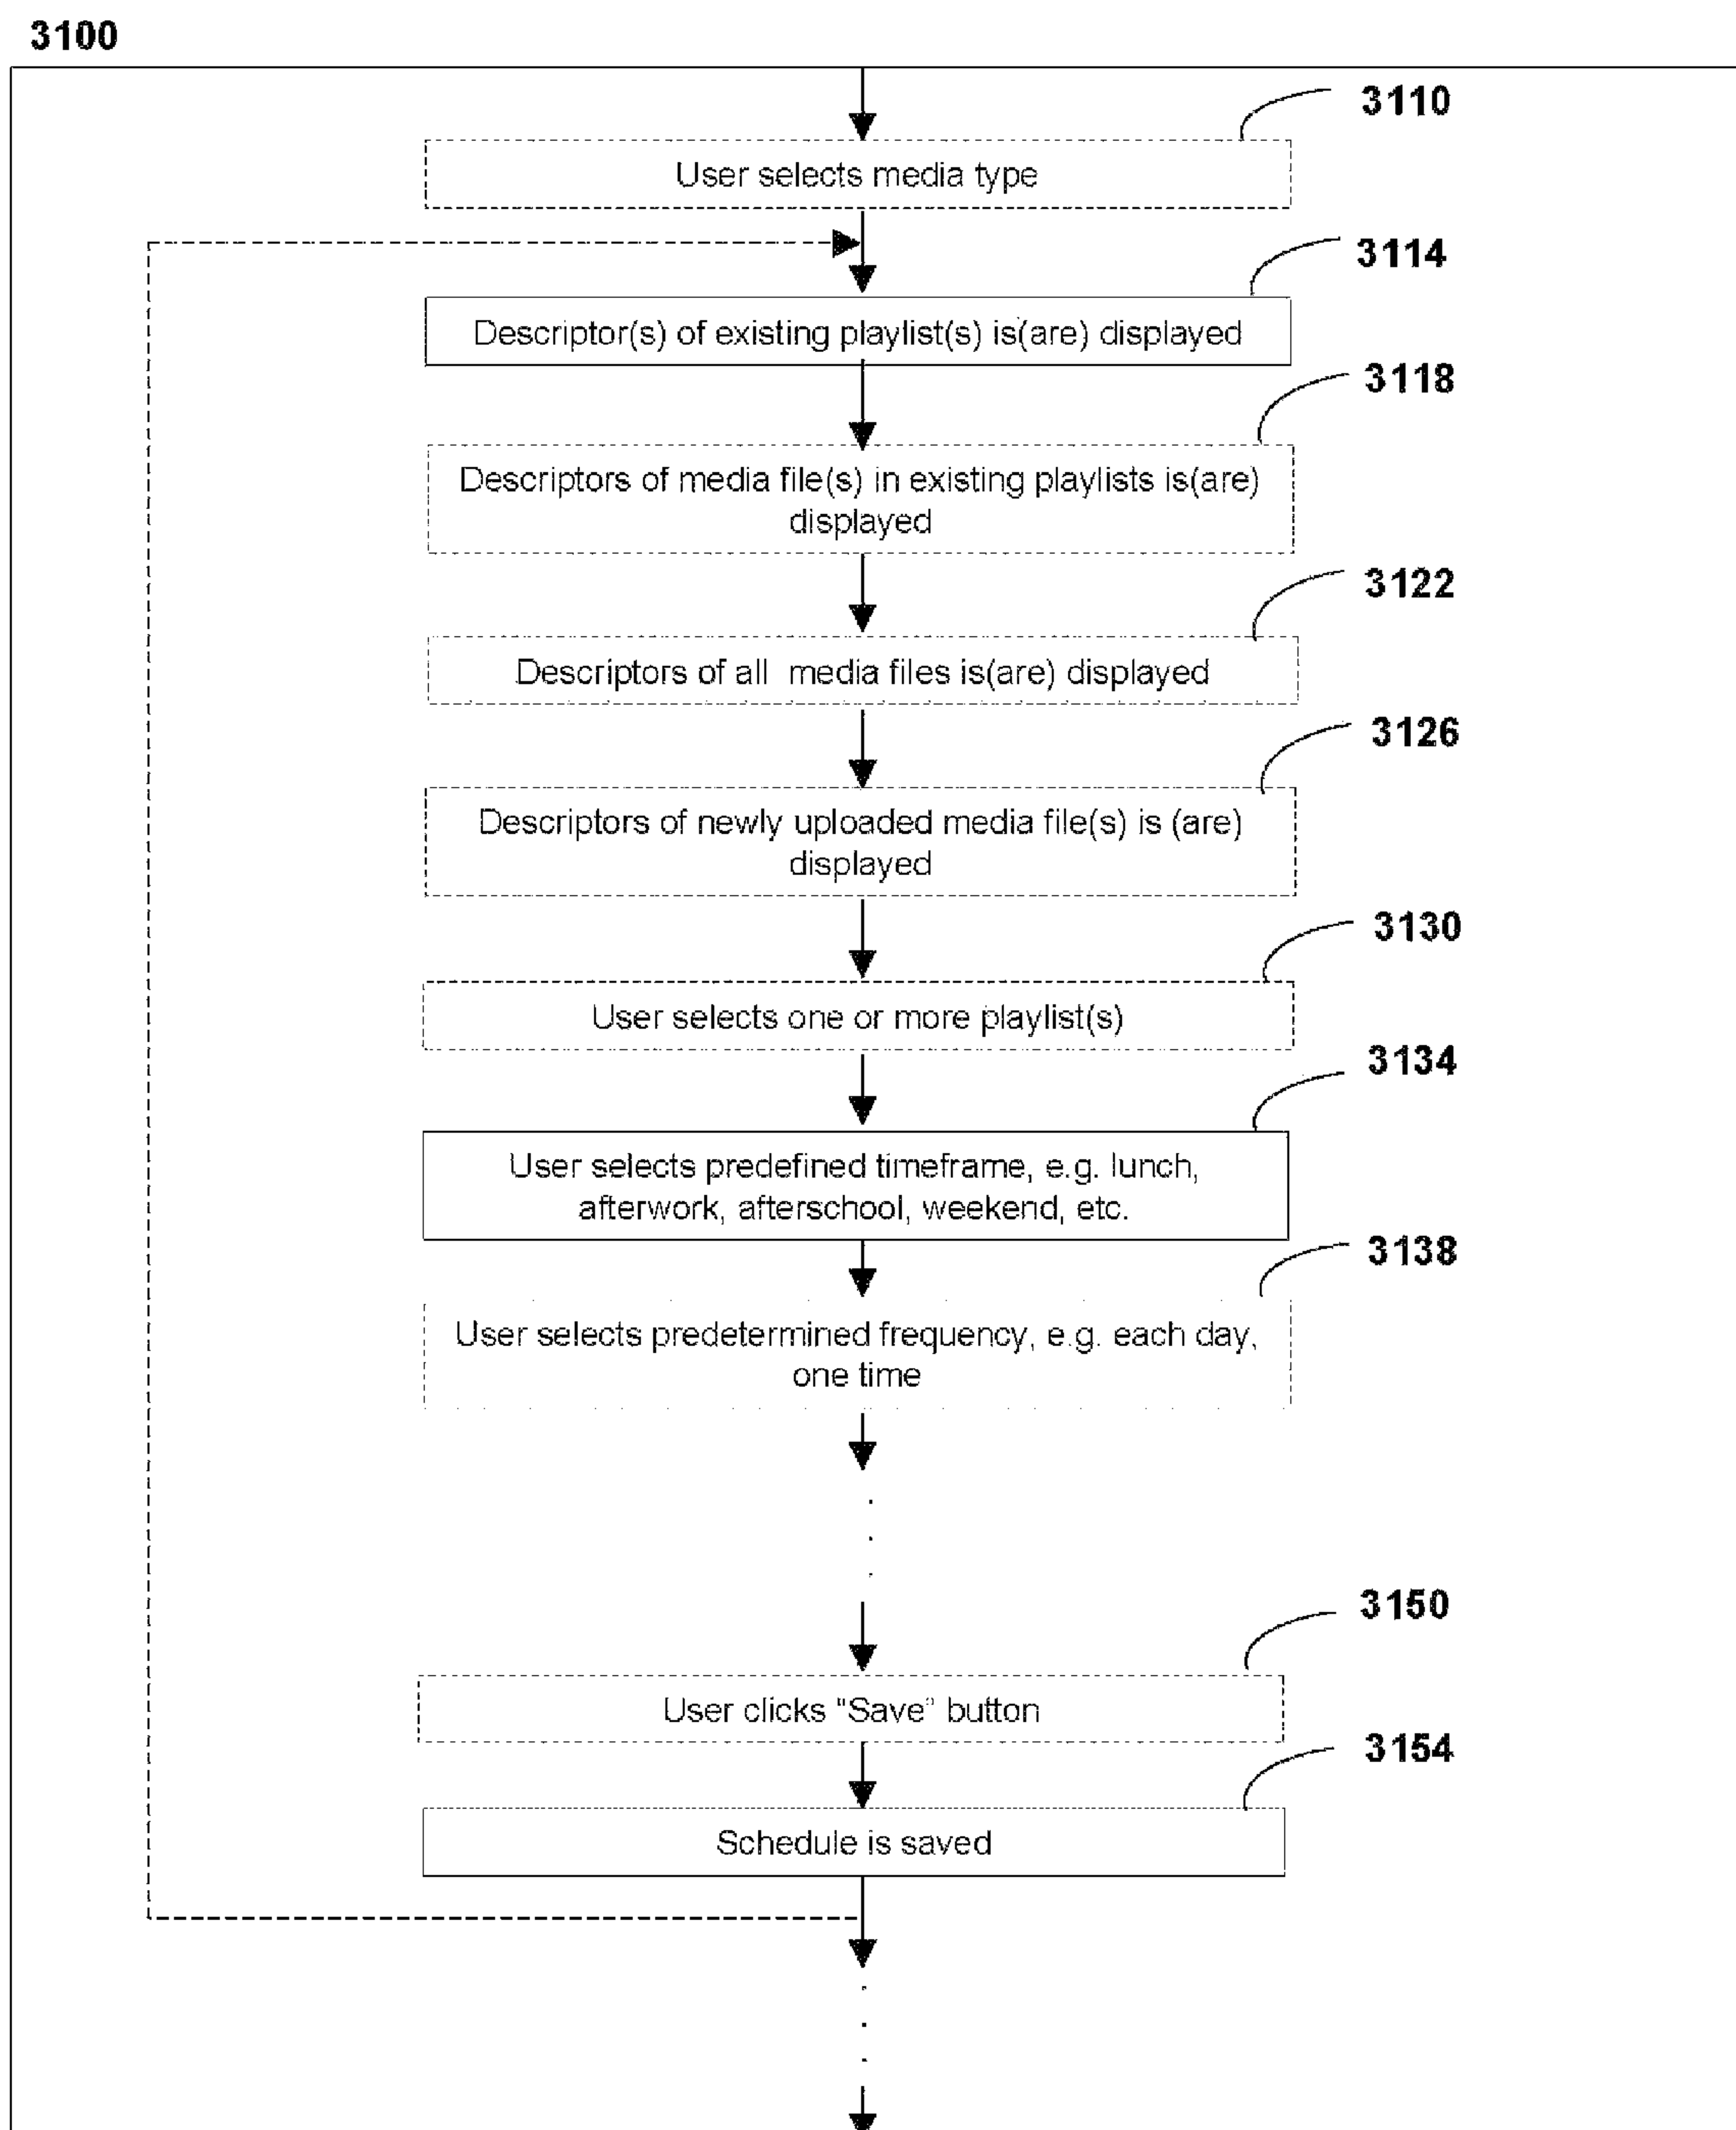 3100
3110
User selects media type
3114
Descriptor(s) of existing playlist(s) is(are) displayed
3118
Descriptors of media file(s) in existing playlists is(are)
displayed
3122
Descriptors of all media files is(are) displayed
3126
Descriptors of newly uploaded media file(s) is (are)
displayed
3130
User selects one or more playlist(s)
3134
User selects predefined timeframe, e.g. lunch,
afterwork, afterschool, weekend, etc.
3138
User selects predetermined frequency, e.g. each day,
one time
3150
User clicks "Save" button
3154
Schedule is saved